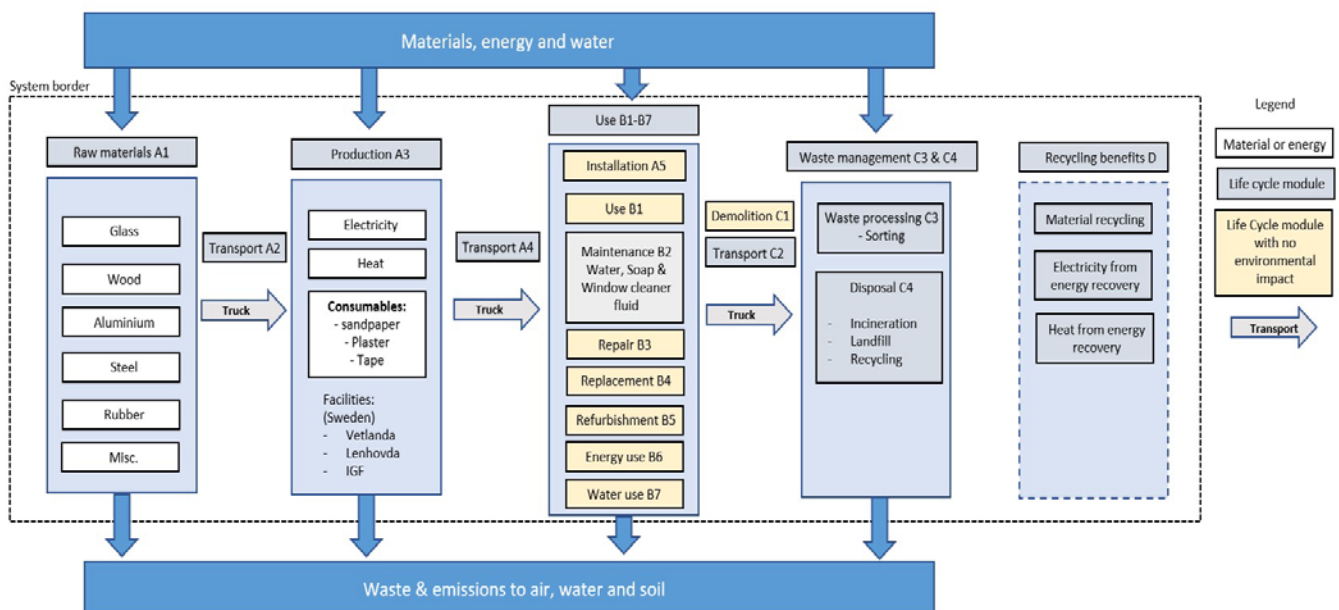 Materials, energy and water
System border
Raw materials A1
Glass
Wood
Aluminium
Steel
Rubber
Misc.
Transport A2
Truck
Production A3
Electricity
Heat
Consumables:
- sandpaper
- Plaster
- Tape
Facilities:
(Sweden)
- Vetlanda
- Lenhovda
- IGF
Transport A4
Truck
Use B1-B7
Installation A5
Use B1
Maintenance B2
Water, Soap &
Window cleaner
fluid
Repair B3
Replacement B4
Refurbishment B5
Energy use B6
Water use B7
Demolition C1
Transport C2
Truck
Waste management C3 & C4
Waste processing C3
- Sorting
Disposal C4
- Incineration
- Landfill
- Recycling
Recycling benefits D
Material recycling
Electricity from
energy recovery
Heat from energy
recovery
Legend
Material or energy
Life cycle module
Life Cycle module
with no
environmental
impact
Transport
Waste & emissions to air, water and soil